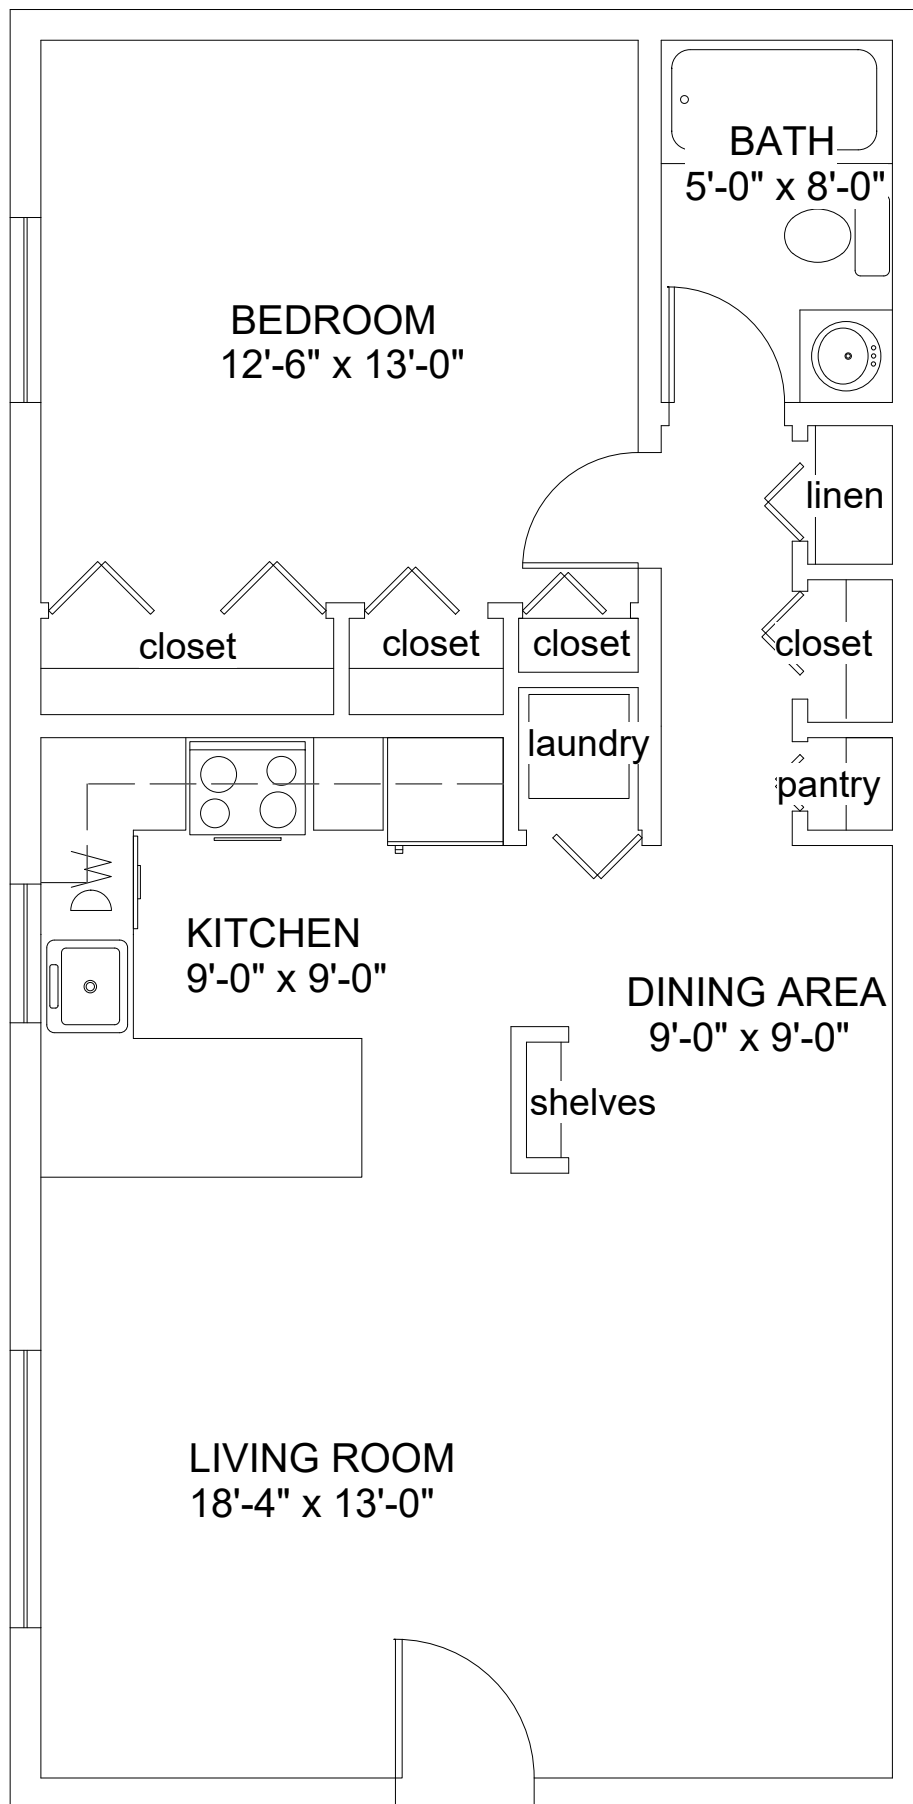 BATH
5'-0" x 8'-0"
BEDROOM
12'-6" x 13'-0"
linen
closet
closet
closet
closet
laundry
pantry
DW
KITCHEN
9'-0" x 9'-0"
DINING AREA
9'-0" x 9'-0"
shelves
LIVING ROOM
18'-4" x 13'-0"